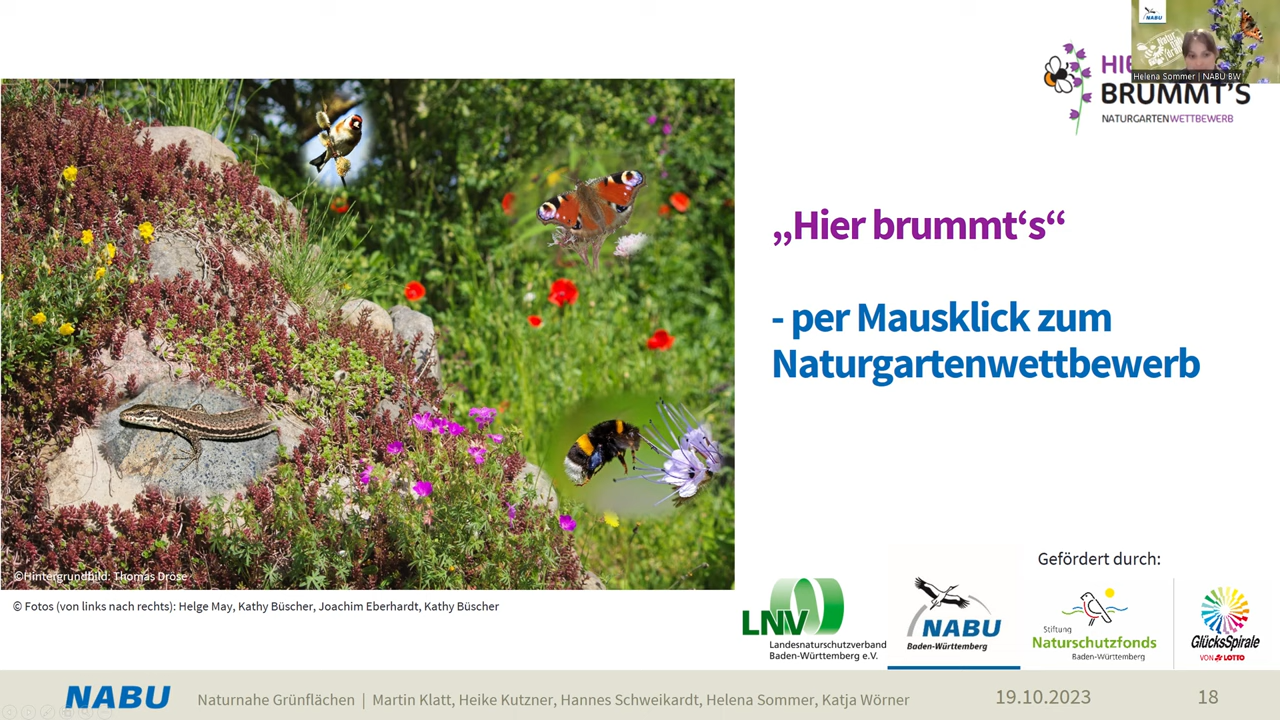 NABU
Helena Sommer | NABU BW
BRUMMT'S
NATURGARTENWETTBEWERB
„Hier brummt‘s“
- per Mausklick zum
Naturgartenwettbewerb
©Hintergrundbild: Thomas Dröse
© Fotos (von links nach rechts): Helge May, Kathy Büscher, Joachim Eberhardt, Kathy Büscher
Gefördert durch:
LNV
Landesnaturschutzverband
Baden-Württemberg e.V.
NABU
Baden-Württemberg
Stiftung
Naturschutzfonds
Baden-Württemberg
GlücksSpirale
VON LOTTO
NABU
Naturnahe Grünflächen | Martin Klatt, Heike Kutzner, Hannes Schweikardt, Helena Sommer, Katja Wörner
19.10.2023
18